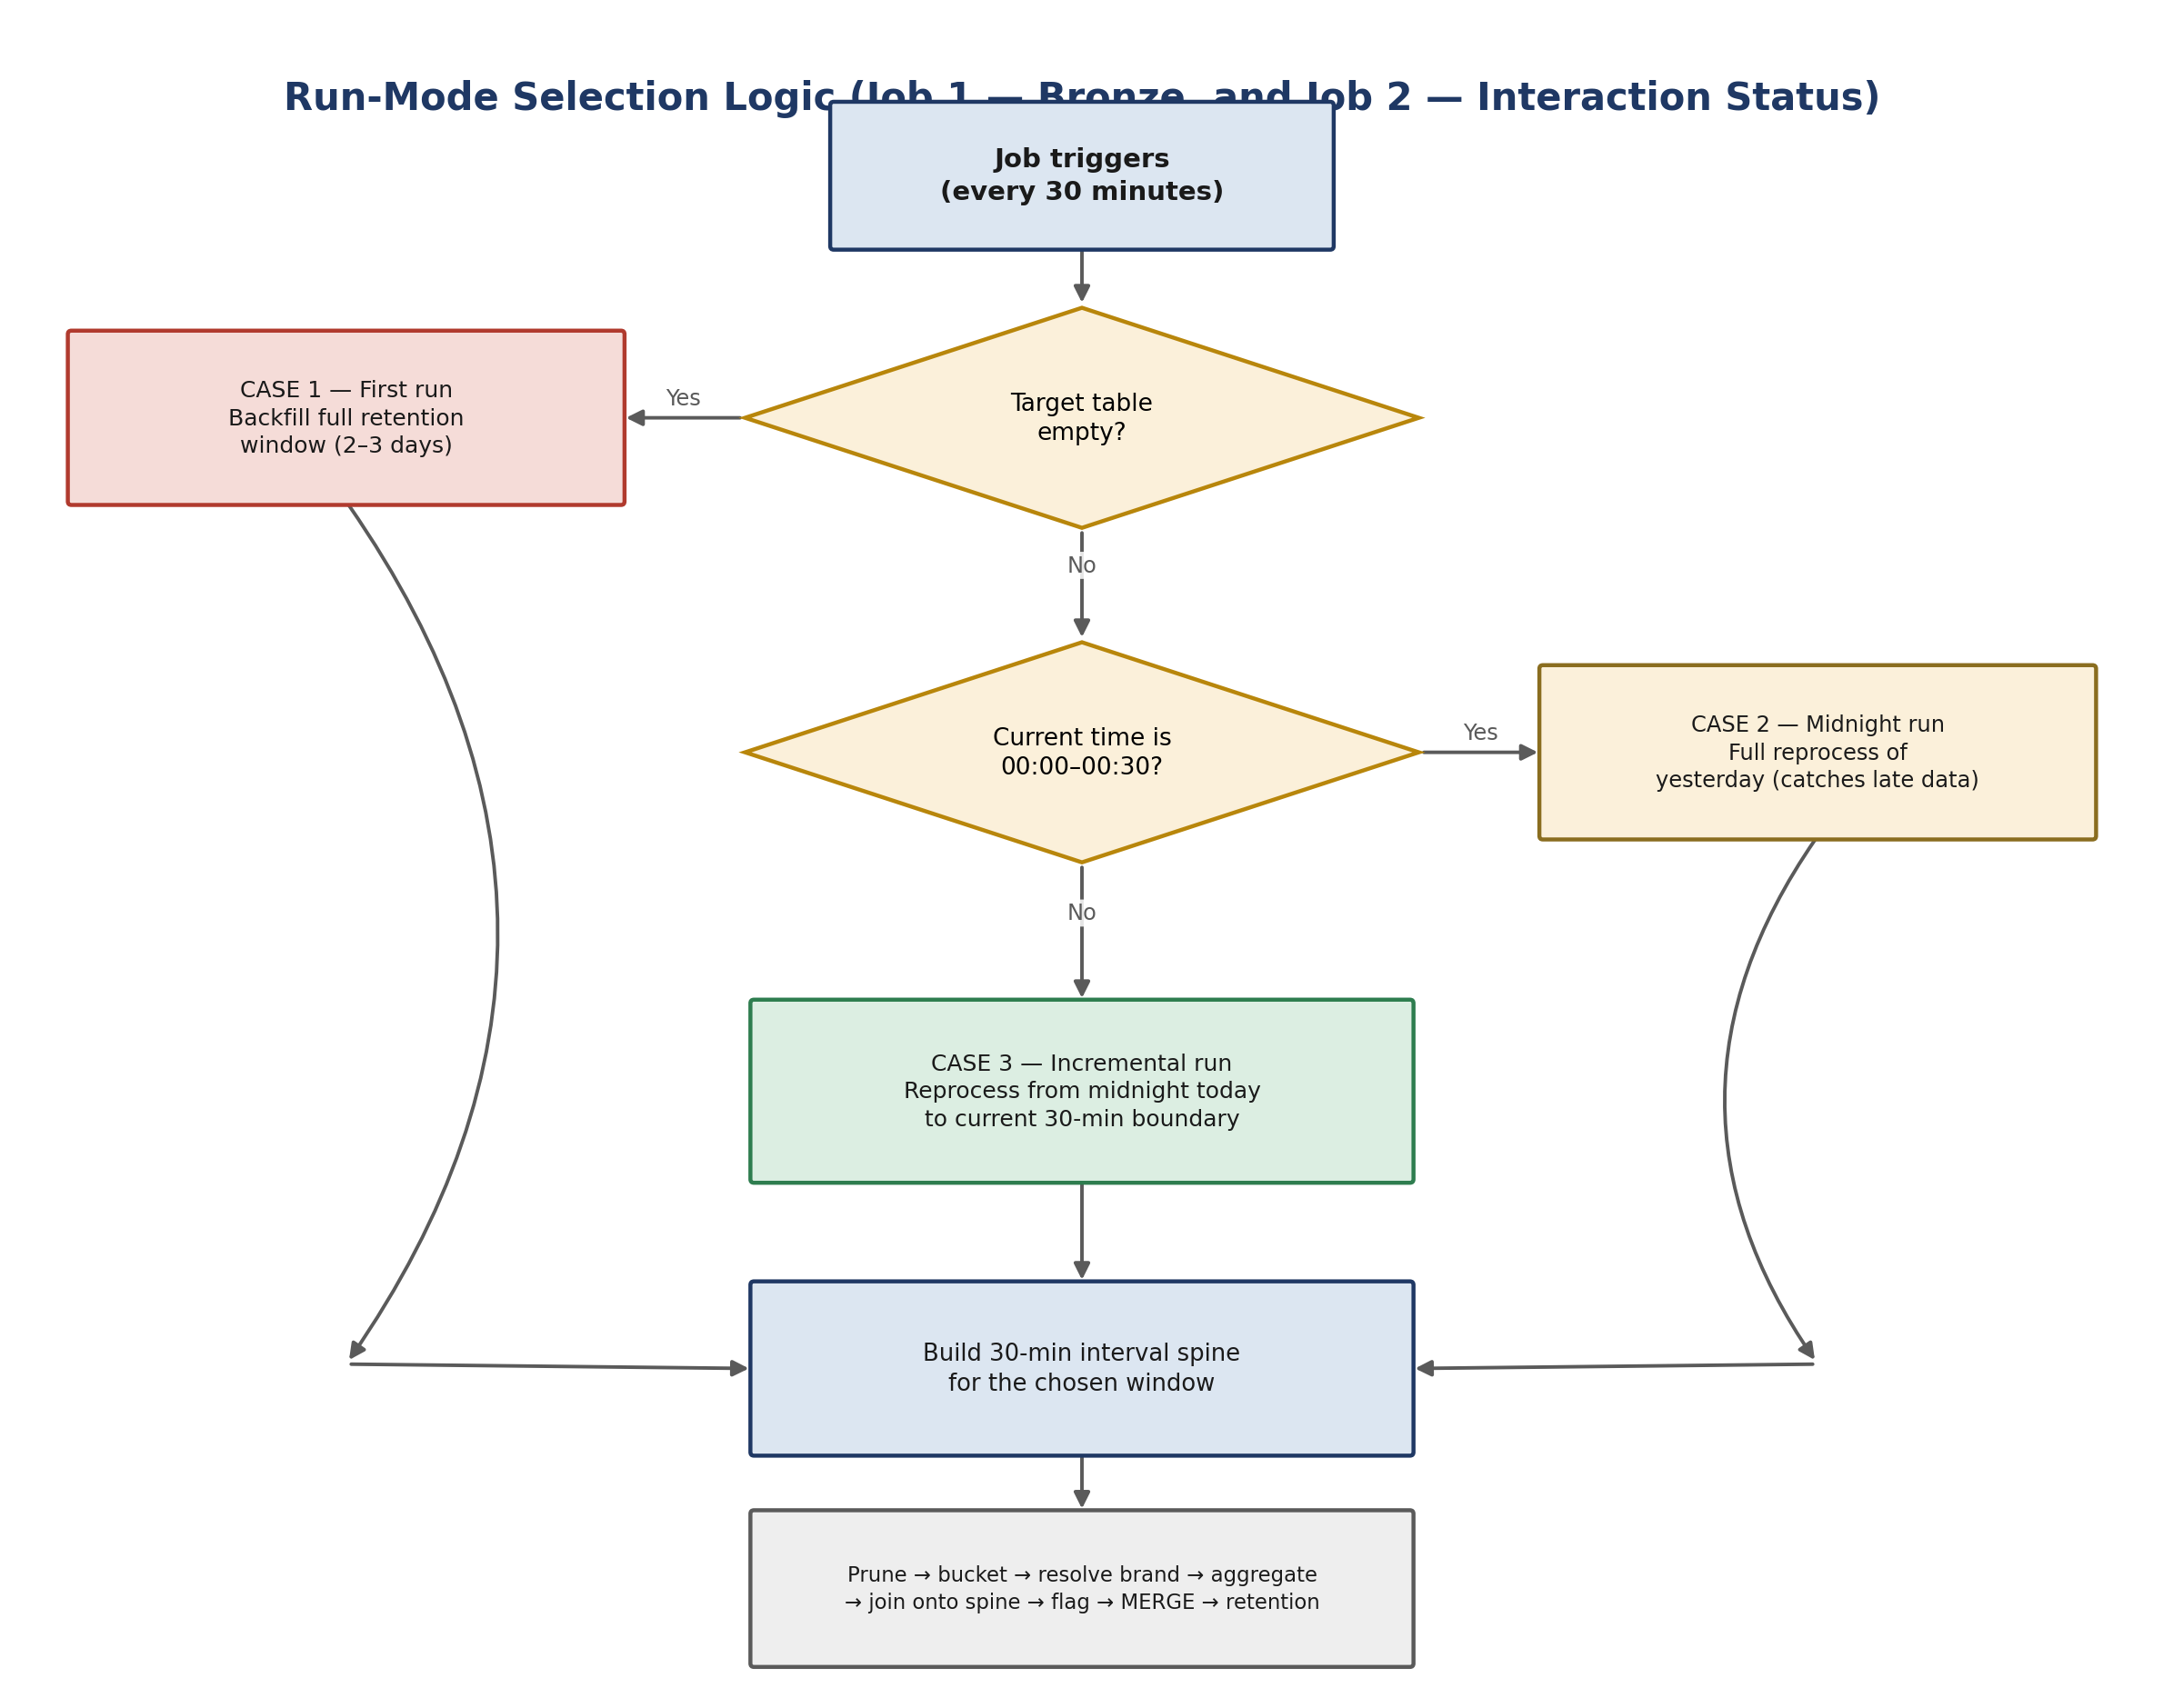 Run-Mode Selection Logic (Job 1 — Bronze, and Job 2 — Interaction Status)
Job triggers
(every 30 minutes)
Target table
empty?
Yes
CASE 1 — First run
Backfill full retention
window (2–3 days)
No
Current time is
00:00–00:30?
Yes
CASE 2 — Midnight run
Full reprocess of
yesterday (catches late data)
No
CASE 3 — Incremental run
Reprocess from midnight today
to current 30-min boundary
Build 30-min interval spine
for the chosen window
Prune → bucket → resolve brand → aggregate
→ join onto spine → flag → MERGE → retention